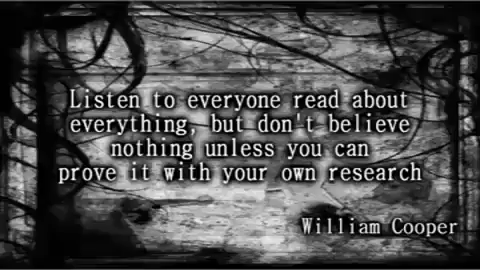 Listen to everyone read about
everything, but don't believe
nothing unless you can
prove it with your own research
William Cooper